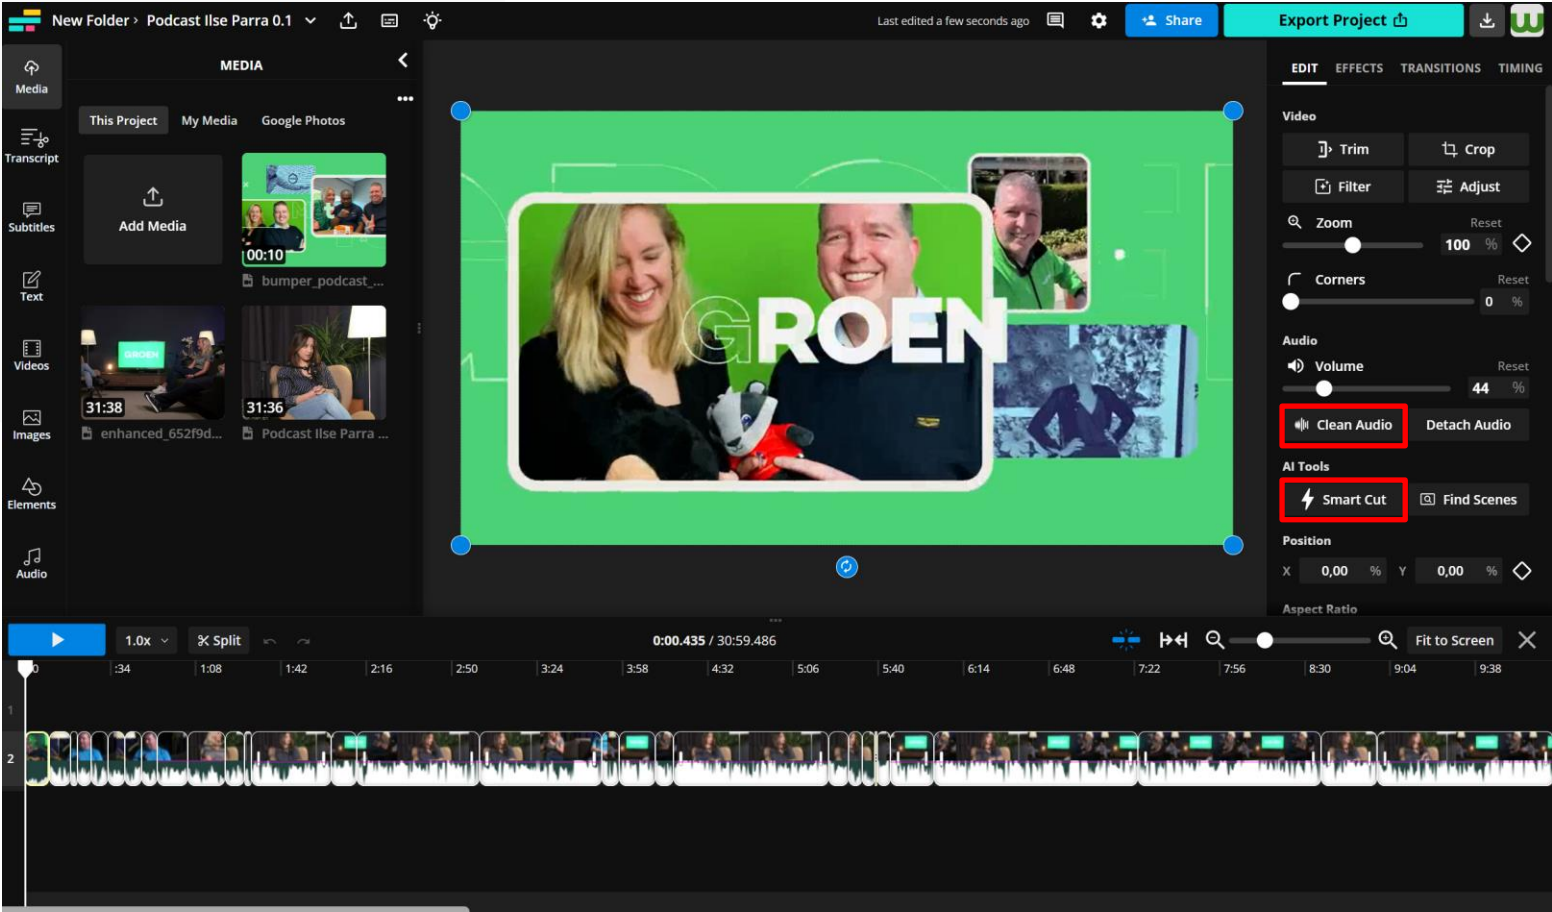 New Folder› Podcast Ilse Parra 0.1
Last edited a few seconds ago
Share
Export Project
Media
Transcript
Subtitles
Text
Videos
Images
Elements
Audio
MEDIA
This Project My Media Google Photos
Add Media
00:10
bumper_podcast_...
GROEN
31:38
31:36
enhanced_652f9d...
Podcast Ilse Parra ...
GROEN
EDIT EFFECTS TRANSITIONS TIMING
Video
Trim Crop
Filter Adjust
Zoom Reset
100 %
Corners Reset
0 %
Audio
Volume Reset
44 %
Clean Audio Detach Audio
AI Tools
Smart Cut Find Scenes
Position
X 0,00 % Y 0,00 %
Aspect Ratio
1.0x Split
0:00.435 / 30:59.486
Fit to Screen
0 :34 1:08 1:42 2:16 2:50 3:24 3:58 4:32 5:06 5:40 6:14 6:48 7:22 7:56 8:30 9:04 9:38
1
2